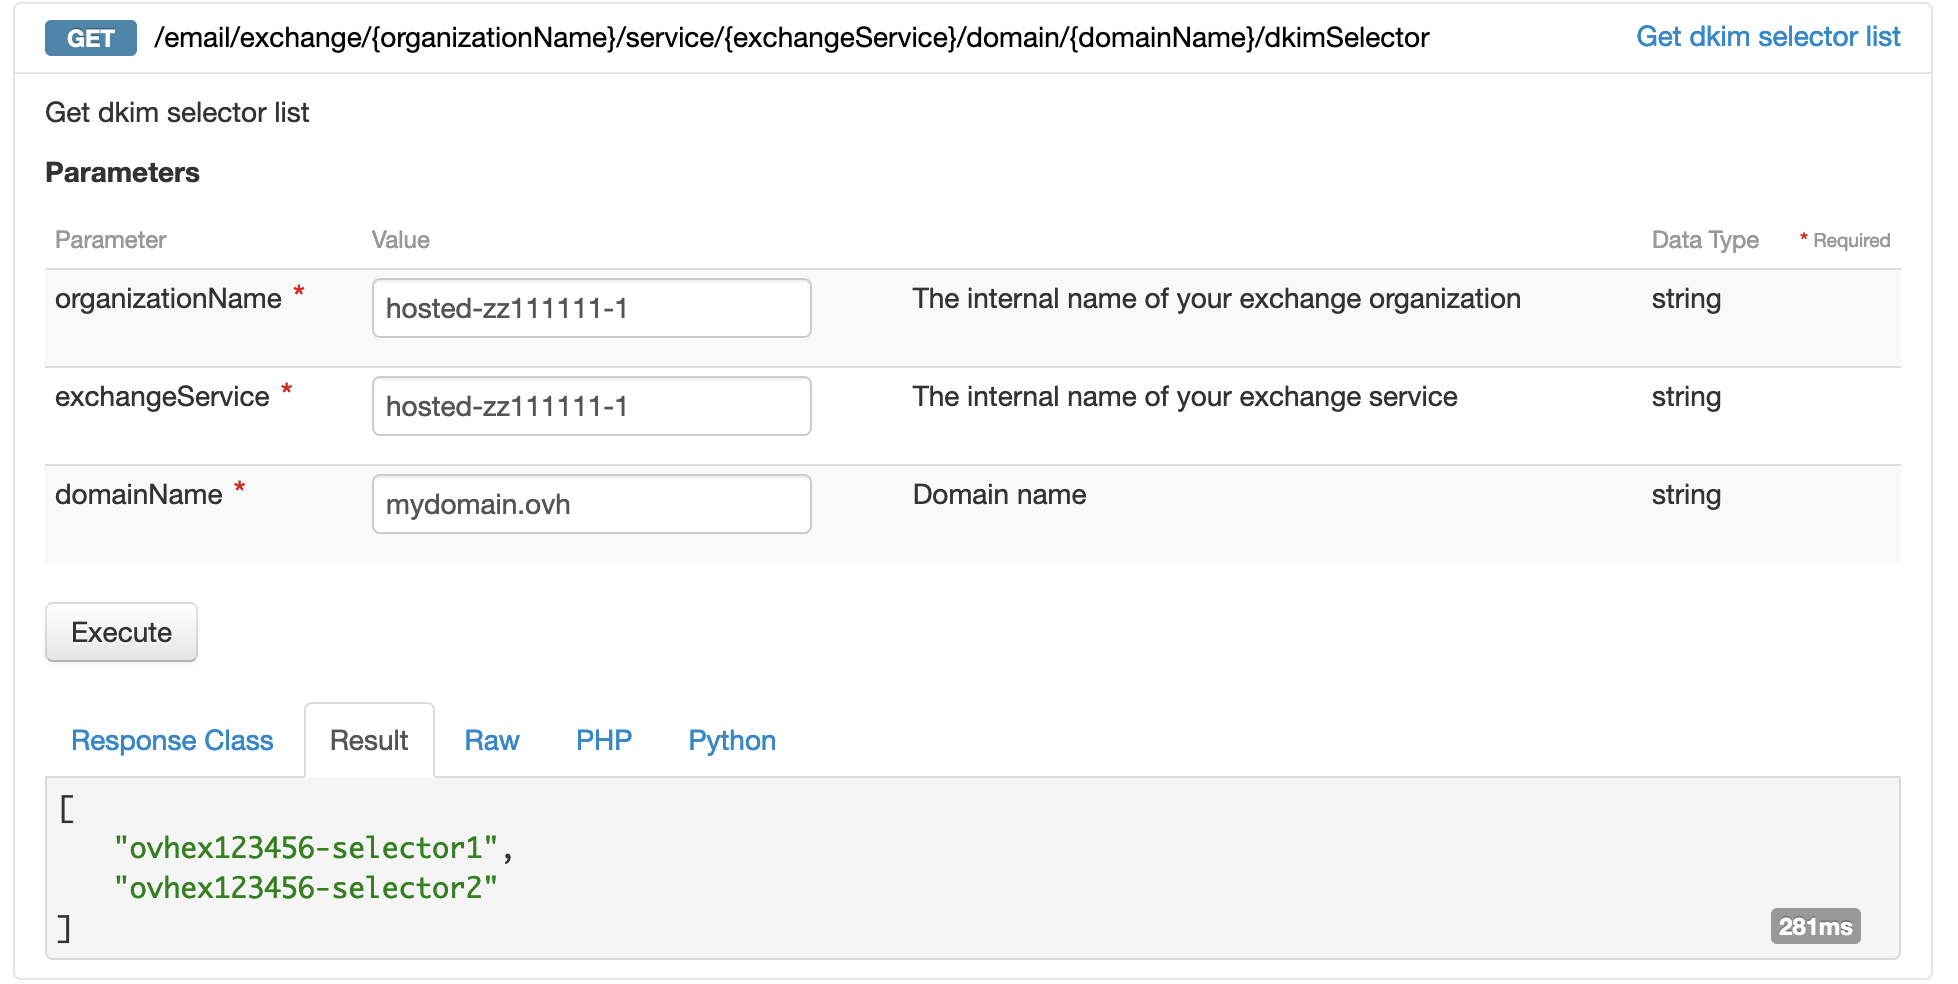 GET /email/exchange/{organizationName}/service/{exchangeService}/domain/{domainName}/dkimSelector Get dkim selector list
Get dkim selector list
Parameters
Parameter Value Data Type * Required
organizationName * hosted-zz111111-1 The internal name of your exchange organization string
exchangeService * hosted-zz111111-1 The internal name of your exchange service string
domainName * mydomain.ovh Domain name string
Execute
Response Class Result Raw PHP Python
[
"ovhex123456-selector1",
"ovhex123456-selector2"
]
281ms